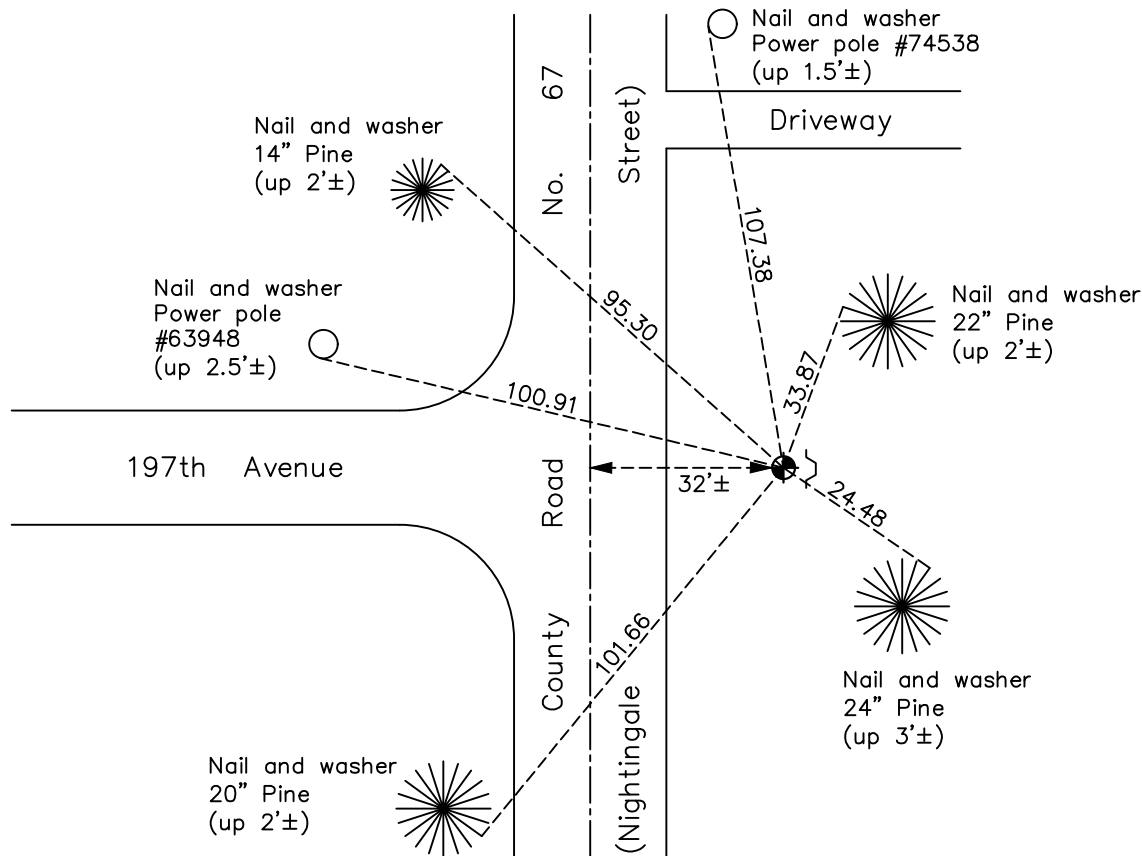 Nail and washer
Power pole #74538
(up 1.5'±)
Driveway
Nail and washer
14" Pine
(up 2'±)
Nail and washer
Power pole
#63948
(up 2.5'±)
Nail and washer
22" Pine
(up 2'±)
107.38
95.30
100.91
33.87
24.48
101.66
32'±
197th Avenue
County Road No. 67
(Nightingale Street)
Nail and washer
24" Pine
(up 3'±)
Nail and washer
20" Pine
(up 2'±)